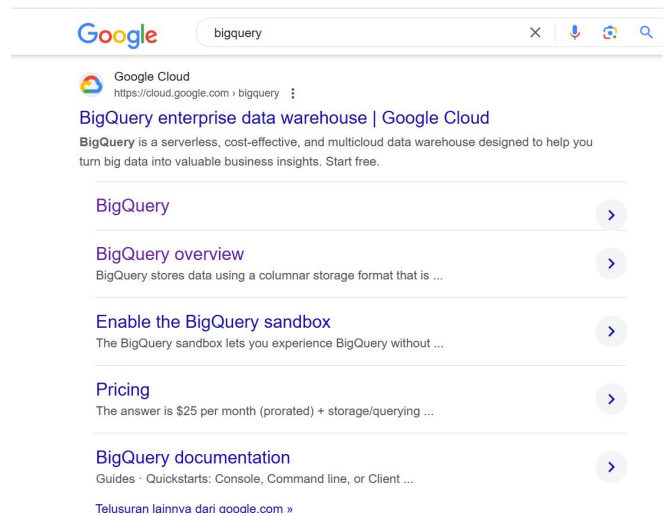 Google
bigquery
Google Cloud
https://cloud.google.com › bigquery
BigQuery enterprise data warehouse | Google Cloud
BigQuery is a serverless, cost-effective, and multicloud data warehouse designed to help you
turn big data into valuable business insights. Start free.
BigQuery
BigQuery overview
BigQuery stores data using a columnar storage format that is ...
Enable the BigQuery sandbox
The BigQuery sandbox lets you experience BigQuery without ...
Pricing
The answer is $25 per month (prorated) + storage/querying ...
BigQuery documentation
Guides · Quickstarts: Console, Command line, or Client ...
Telusuran lainnya dari google.com »